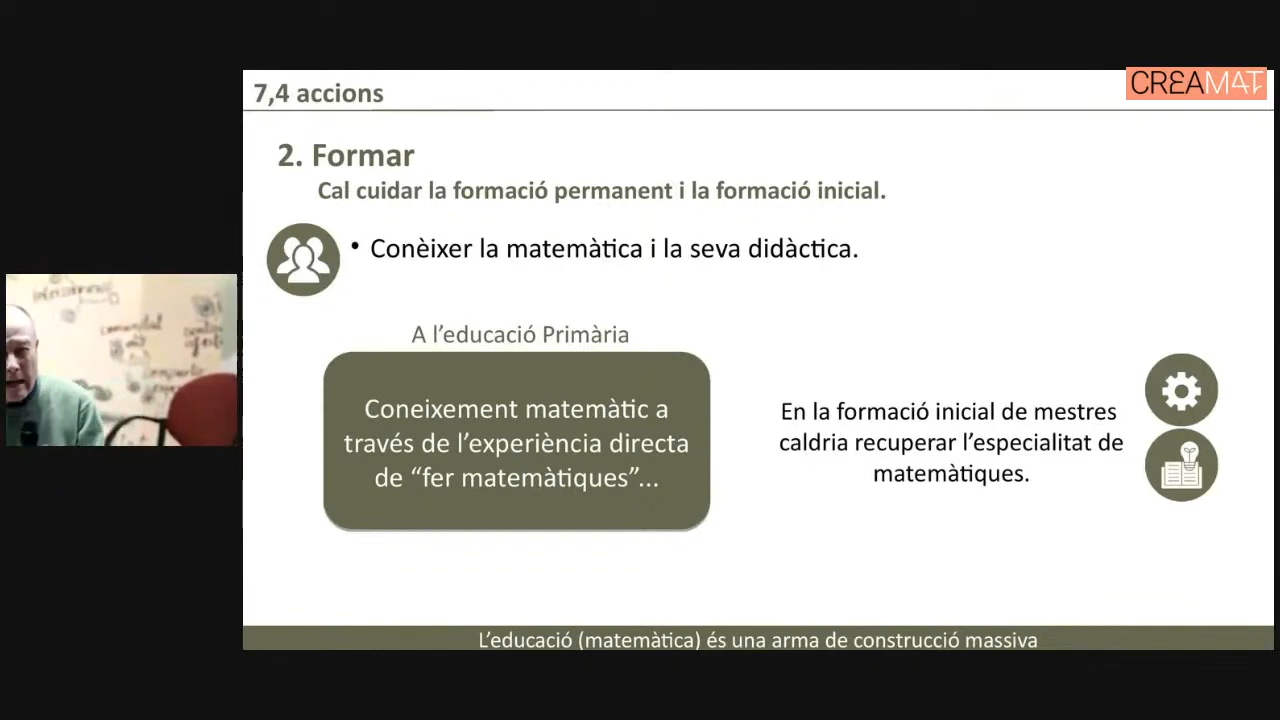 7,4 accions
CREAMAT
2. Formar
Cal cuidar la formació permanent i la formació inicial.
• Conèixer la matemàtica i la seva didàctica.
A l’educació Primària
Coneixement matemàtic a
través de l’experiència directa
de “fer matemàtiques”...
En la formació inicial de mestres
caldria recuperar l’especialitat de
matemàtiques.
L’educació (matemàtica) és una arma de construcció massiva